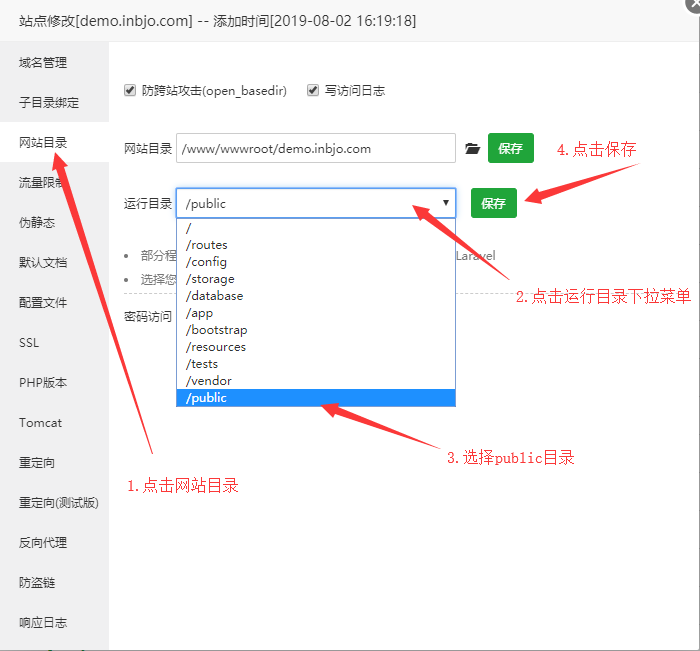 站点修改[demo.inbjo.com] -- 添加时间[2019-08-02 16:19:18]
域名管理
子目录绑定
网站目录
流量限制
伪静态
默认文档
配置文件
SSL
PHP版本
Tomcat
重定向
重定向(测试版)
反向代理
防盗链
响应日志
防跨站攻击(open_basedir) 写访问日志
网站目录 /www/wwwroot/demo.inbjo.com 保存
4.点击保存
运行目录 /public 保存
/
/routes
/config
/storage
/database
/app
/bootstrap
/resources
/tests
/vendor
/public
部分程 Laravel
选择您
密码访问
2.点击运行目录下拉菜单
3.选择public目录
1.点击网站目录